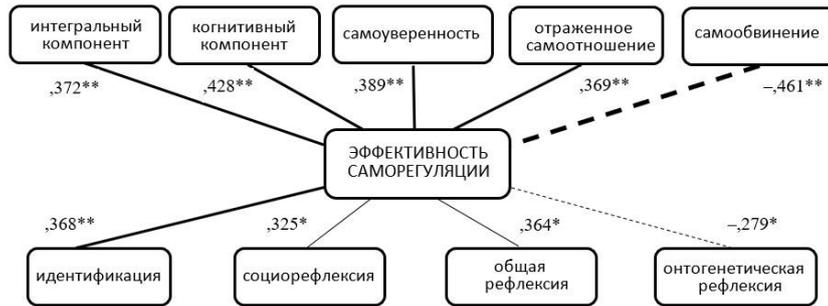 интегральный
компонент
когнитивный
компонент
самоуверенность
отраженное
самоотношение
самообвинение
,372**
,428**
,389**
,369**
–,461**
ЭФФЕКТИВНОСТЬ
САМОРЕГУЛЯЦИИ
,368**
,325*
,364*
–,279*
идентификация
социорефлексия
общая
рефлексия
онтогенетическая
рефлексия